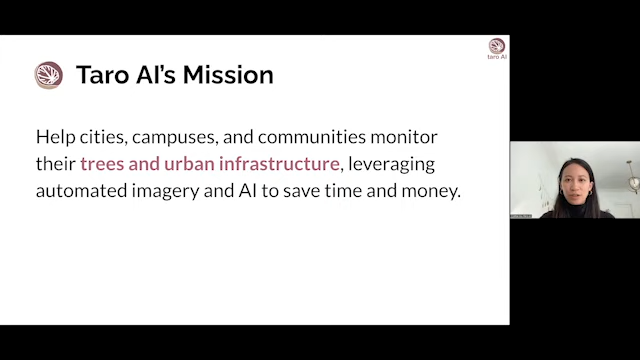 Taro AI's Mission
taro Ai
Help cities, campuses, and communities monitor
their trees and urban infrastructure, leveraging
automated imagery and AI to save time and money.